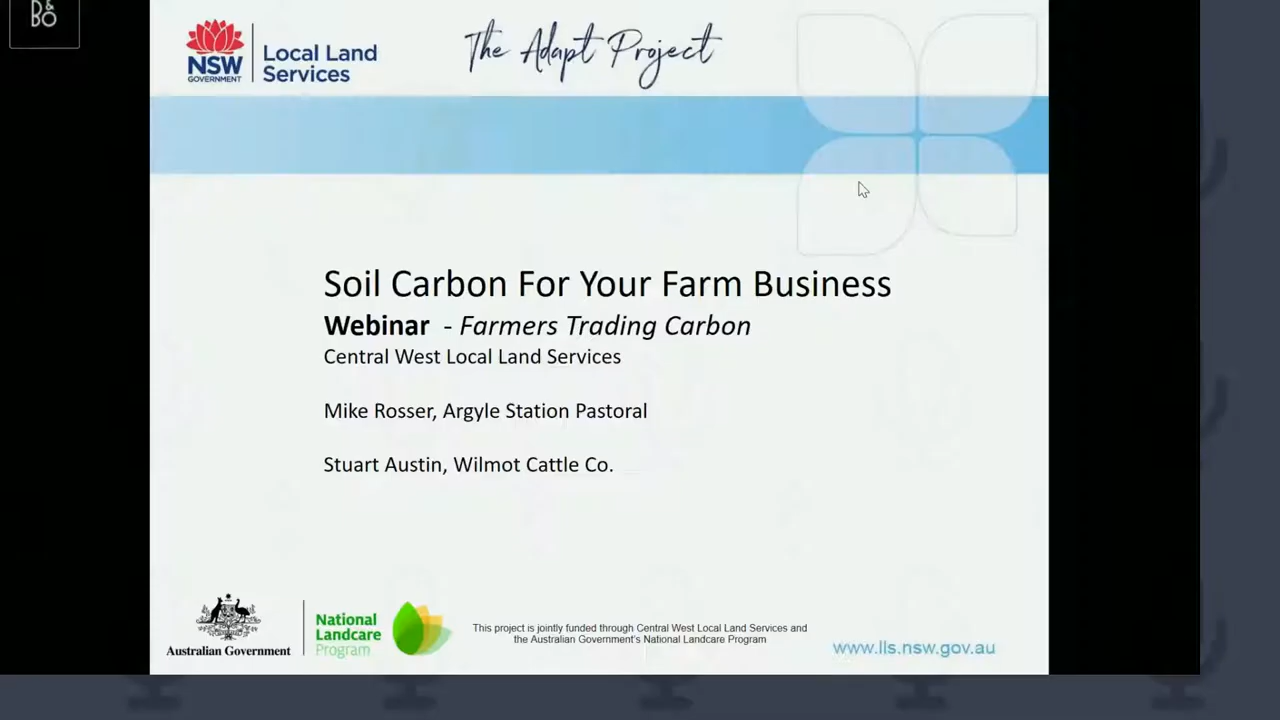 D&
BO
NSW
GOVERNMENT
Local Land
Services
The Adapt Project
Soil Carbon For Your Farm Business
Webinar - Farmers Trading Carbon
Central West Local Land Services
Mike Rosser, Argyle Station Pastoral
Stuart Austin, Wilmot Cattle Co.
Australian Government
National
Landcare
Program
This project is jointly funded through Central West Local Land Services and
the Australian Government's National Landcare Program
www.lls.nsw.gov.au